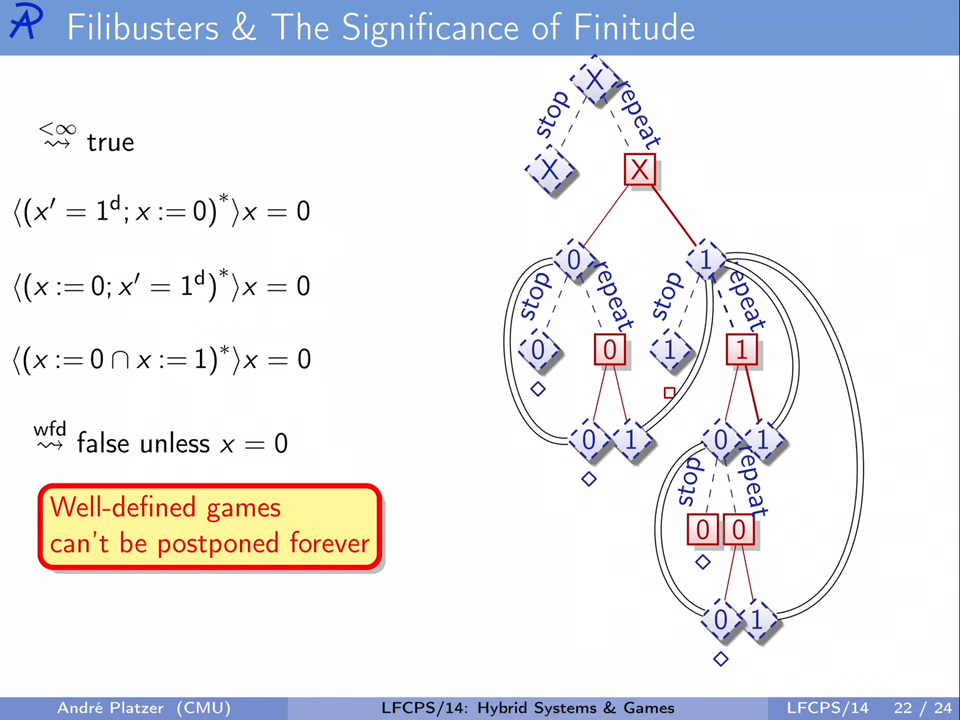 Filibusters & The Significance of Finitude
<∞
⇝ true
⟨(x′ = 1ᵈ; x := 0)*⟩x = 0
⟨(x := 0; x′ = 1ᵈ)*⟩x = 0
⟨(x := 0 ∩ x := 1)*⟩x = 0
wfd
⇝ false unless x = 0
Well-defined games
can't be postponed forever
X
stop repeat
X X
0 1
stop repeat stop repeat
0 0 1 1
0 1 0 1
stop repeat
0 0
0 1
André Platzer (CMU) LFCPS/14: Hybrid Systems & Games LFCPS/14 22 / 24